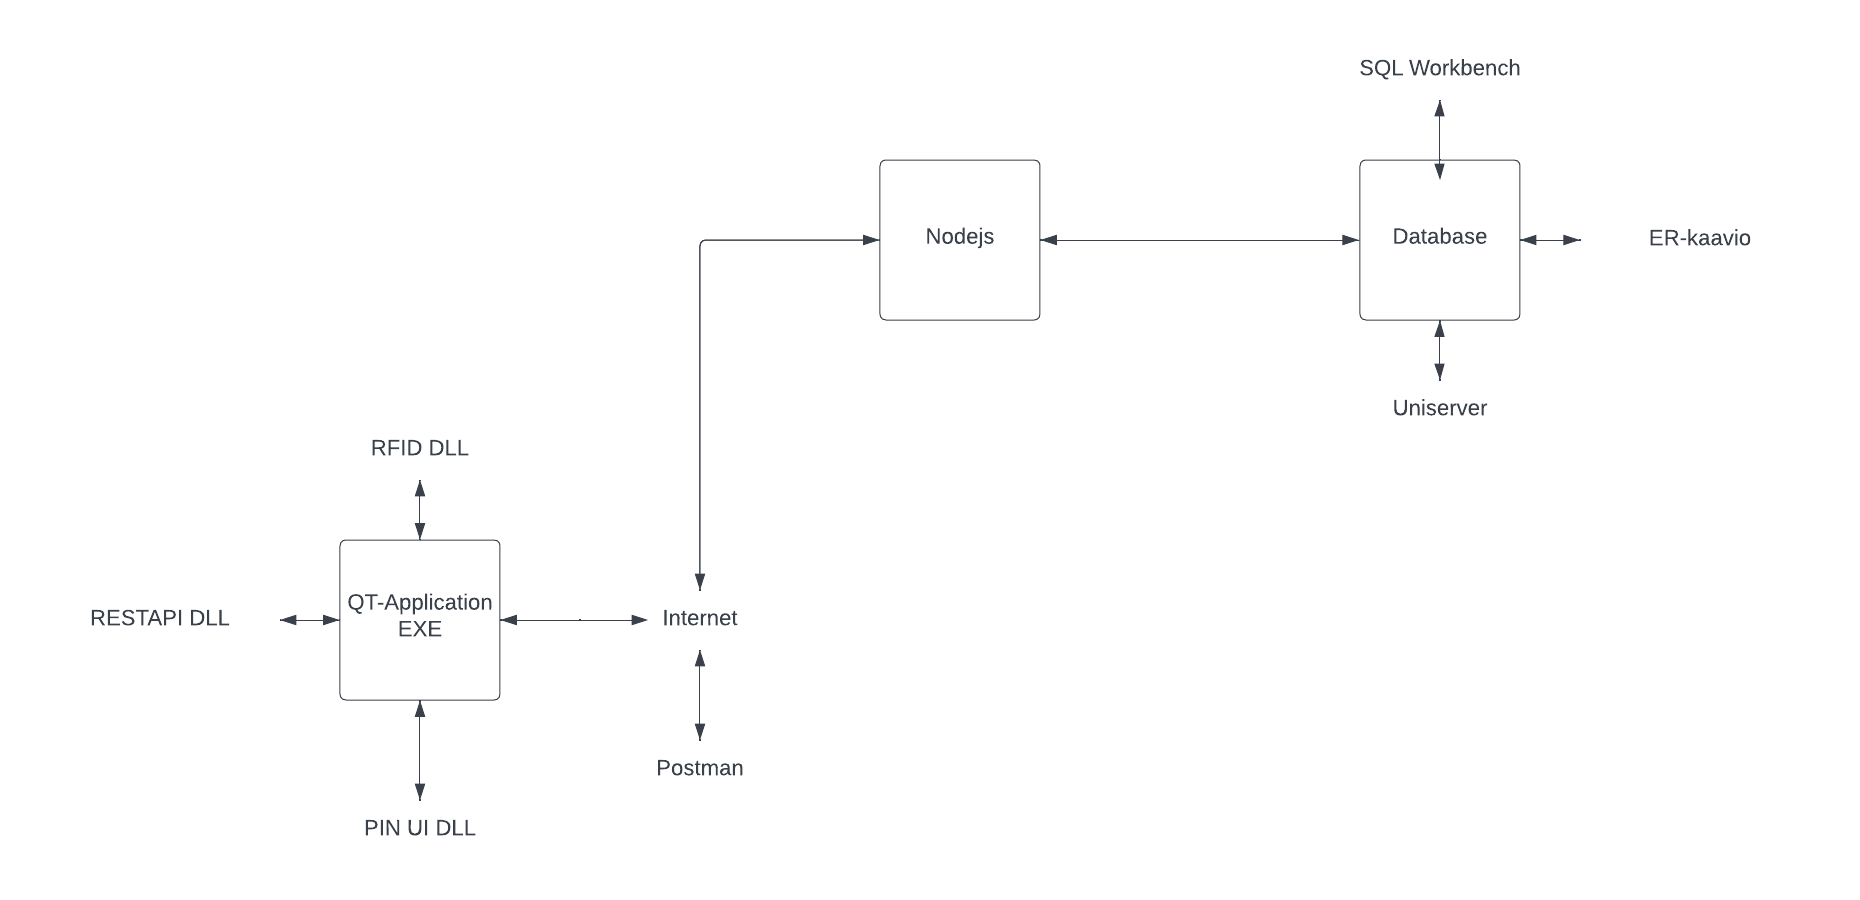 SQL Workbench
Nodejs
Database
ER-kaavio
Uniserver
RFID DLL
RESTAPI DLL
QT-Application
EXE
Internet
Postman
PIN UI DLL